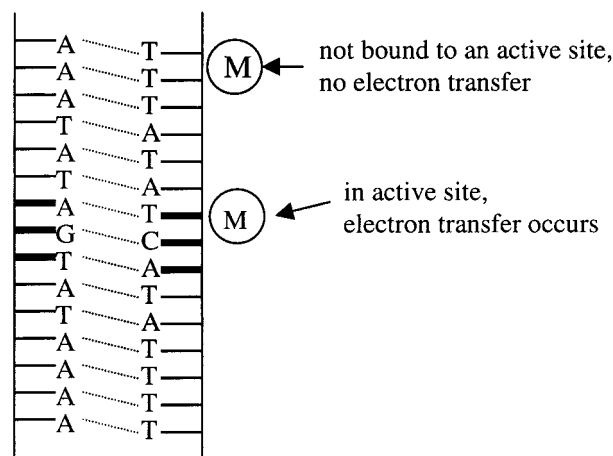 A T not bound to an active site,
A T M no electron transfer
A T
T A
A T
T A in active site,
A T M electron transfer occurs
G C
T A
A T
T A
A T
A T
A T
A T